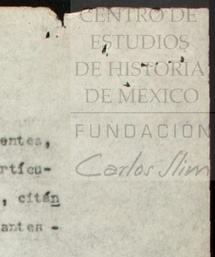 CENTRO DE
ESTUDIOS
DE HISTORIA
DE MÉXICO
FUNDACIÓN
Carlos Slim
entes,
rtícu-
, citán
antes -